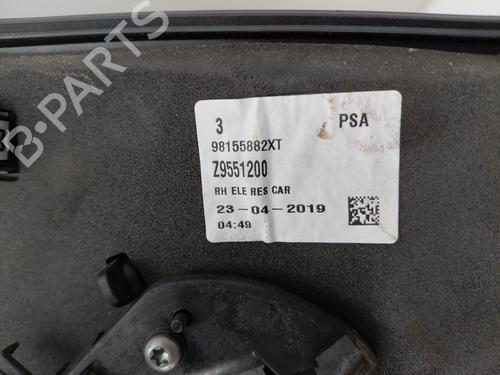 3 PSA
98155882XT
Z9551200
RH ELE RES CAR
23-04-2019
04:49
B-PARTS